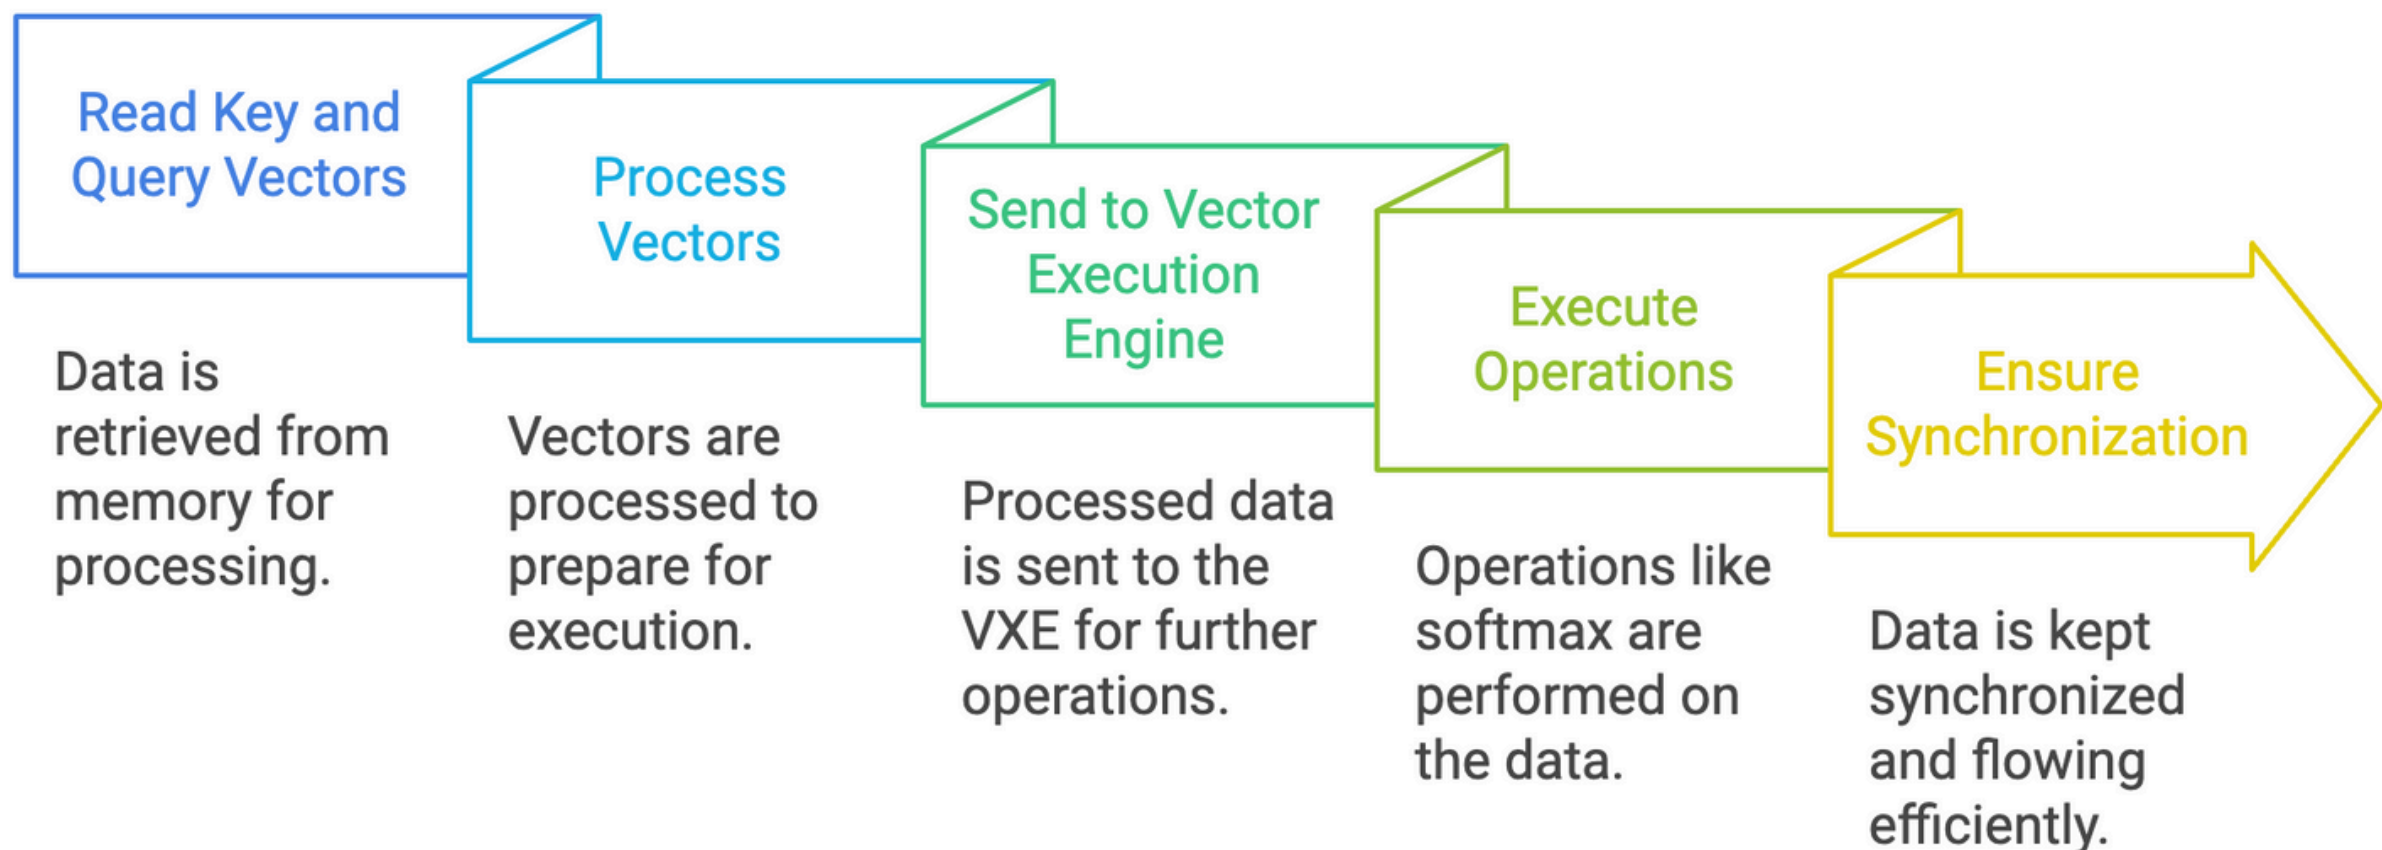 Read Key and
Query Vectors
Data is
retrieved from
memory for
processing.
Process
Vectors
Vectors are
processed to
prepare for
execution.
Send to Vector
Execution
Engine
Processed data
is sent to the
VXE for further
operations.
Execute
Operations
Operations like
softmax are
performed on
the data.
Ensure
Synchronization
Data is kept
synchronized
and flowing
efficiently.